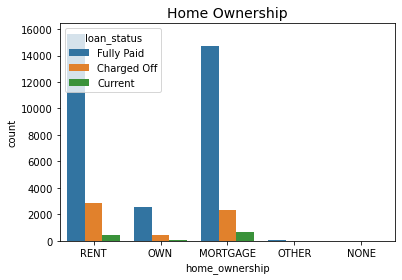 Home Ownership
loan_status
Fully Paid
Charged Off
Current
16000
14000
12000
10000
8000
6000
4000
2000
0
count
RENT OWN MORTGAGE OTHER NONE
home_ownership